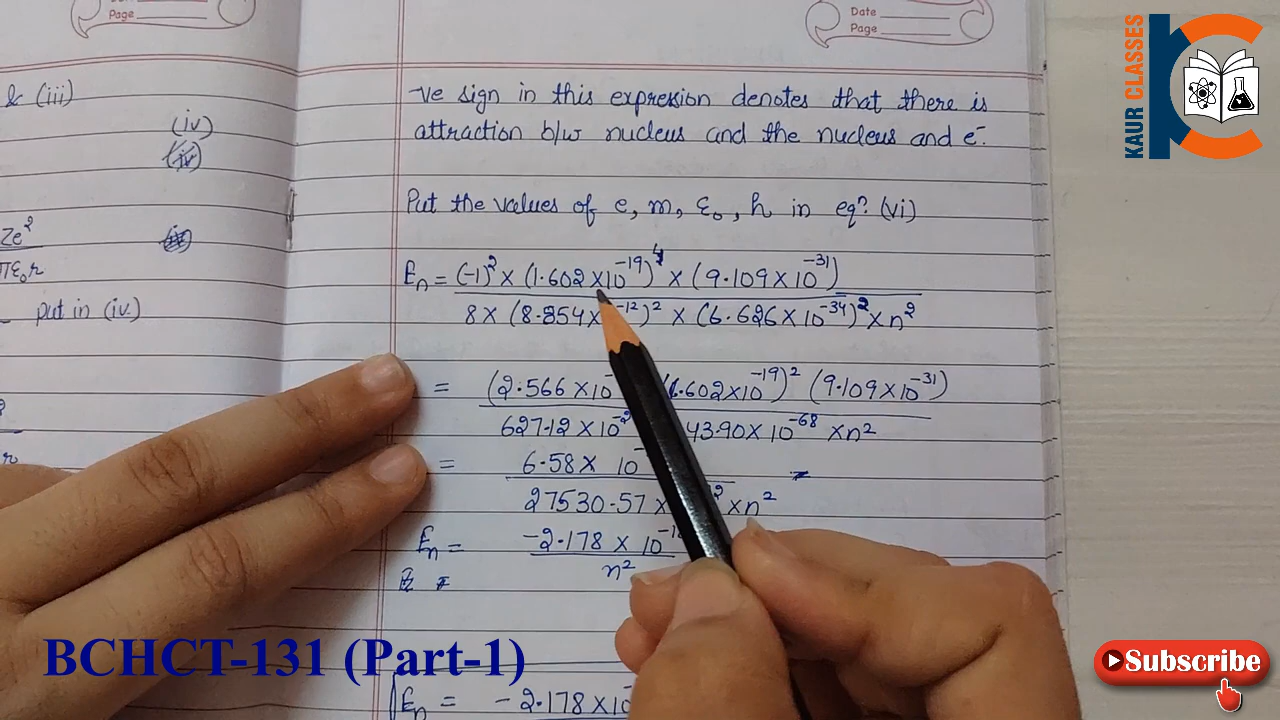 Page
Date
Page
& (iii)
(iv)
(iv)
Ze²
πε₀r
put in (iv)
-ve sign in this expression denotes that there is
attraction b/w nucleus and the nucleus and e⁻.
Put the values of e, m, ε₀, h in eqⁿ (vi)
Eₙ = (-1)² × (1.602 × 10⁻¹⁹)⁴ × (9.109 × 10⁻³¹)
8 × (8.854 × ⁻¹²)² × (6.626 × 10⁻³⁴)² × n²
= (2.566 × 10⁻ .602 × 10⁻¹⁹)² (9.109 × 10⁻³¹)
627.12 × 10⁻² 43.90 × 10⁻⁶⁸ × n²
= 6.58 × 10⁻
27530.57 × ² × n²
Eₙ = -2.178 × 10⁻¹
n²
Eₙ = -2.178 × 10⁻
KAUR CLASSES
BCHCT-131 (Part-1)
Subscribe